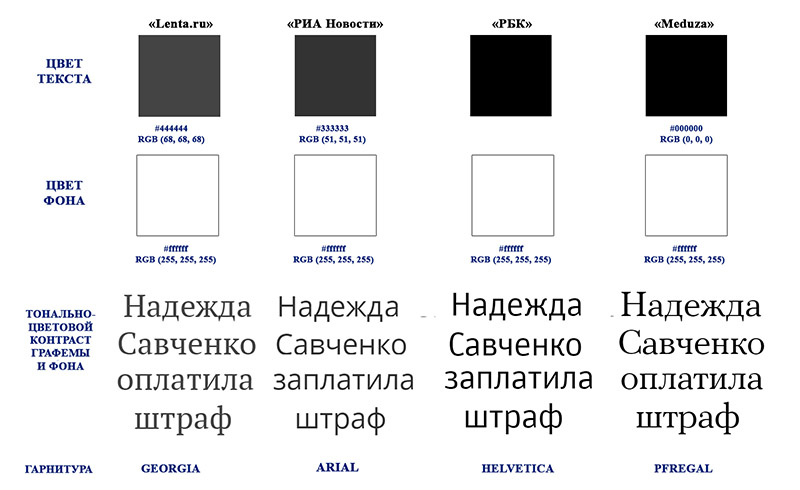 «Lenta.ru» «РИА Новости» «РБК» «Meduza»
ЦВЕТ
ТЕКСТА
#444444 #333333 #000000
RGB (68, 68, 68) RGB (51, 51, 51) RGB (0, 0, 0)
ЦВЕТ
ФОНА
#ffffff #ffffff #ffffff #ffffff
RGB (255, 255, 255) RGB (255, 255, 255) RGB (255, 255, 255) RGB (255, 255, 255)
ТОНАЛЬНО-
ЦВЕТОВОЙ
КОНТРАСТ
ГРАФЕМЫ
И ФОНА
Надежда
Савченко
оплатила
штраф
Надежда
Савченко
заплатила
штраф
Надежда
Савченко
заплатила
штраф
Надежда
Савченко
оплатила
штраф
ГАРНИТУРА GEORGIA ARIAL HELVETICA PFREGAL